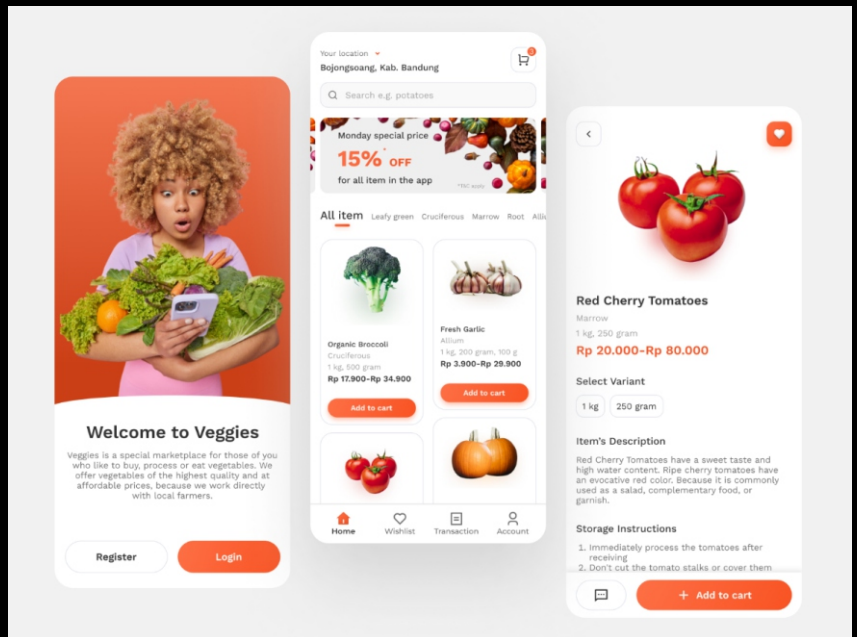 Welcome to Veggies
Veggies is a special marketplace for those of you
who like to buy, process or eat vegetables. We
offer vegetables of the highest quality and at
affordable prices, because we work directly
with local farmers.
Register
Login
Your location
Bojongsoang, Kab. Bandung
3
Search e.g. potatoes
Monday special price
15%* OFF
for all item in the app
*T&C apply
All item Leafy green Cruciferous Marrow Root Alliu
Organic Broccoli
Cruciferous
1 kg, 500 gram
Rp 17.900-Rp 34.900
Add to cart
Fresh Garlic
Allium
1 kg, 200 gram, 100 g
Rp 3.900-Rp 29.900
Add to cart
Home
Wishlist
Transaction
Account
Red Cherry Tomatoes
Marrow
1 kg, 250 gram
Rp 20.000-Rp 80.000
Select Variant
1 kg
250 gram
Item's Description
Red Cherry Tomatoes have a sweet taste and
high water content. Ripe cherry tomatoes have
an evocative red color. Because it is commonly
used as a salad, complementary food, or
garnish.
Storage Instructions
1. Immediately process the tomatoes after
receiving
2. Don't cut the tomato stalks or cover them
+ Add to cart